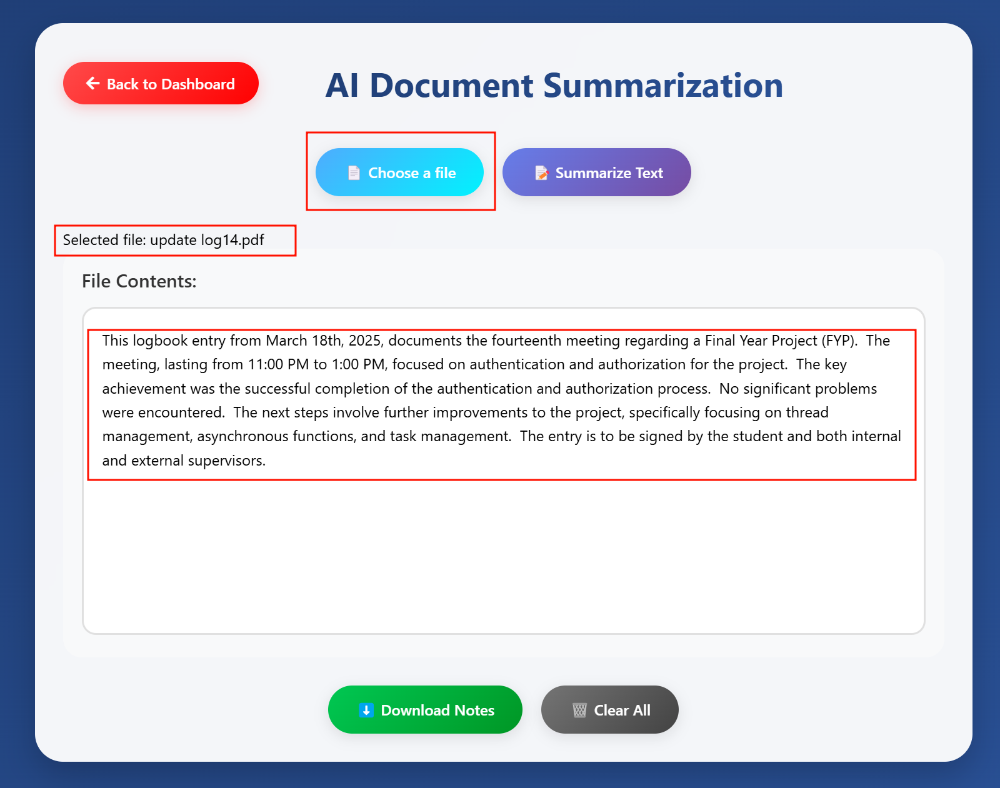 Back to Dashboard
AI Document Summarization
Choose a file
Summarize Text
Selected file: update log14.pdf
File Contents:
This logbook entry from March 18th, 2025, documents the fourteenth meeting regarding a Final Year Project (FYP).  The
meeting, lasting from 11:00 PM to 1:00 PM, focused on authentication and authorization for the project.  The key
achievement was the successful completion of the authentication and authorization process.  No significant problems
were encountered.  The next steps involve further improvements to the project, specifically focusing on thread
management, asynchronous functions, and task management.  The entry is to be signed by the student and both internal
and external supervisors.
Download Notes
Clear All